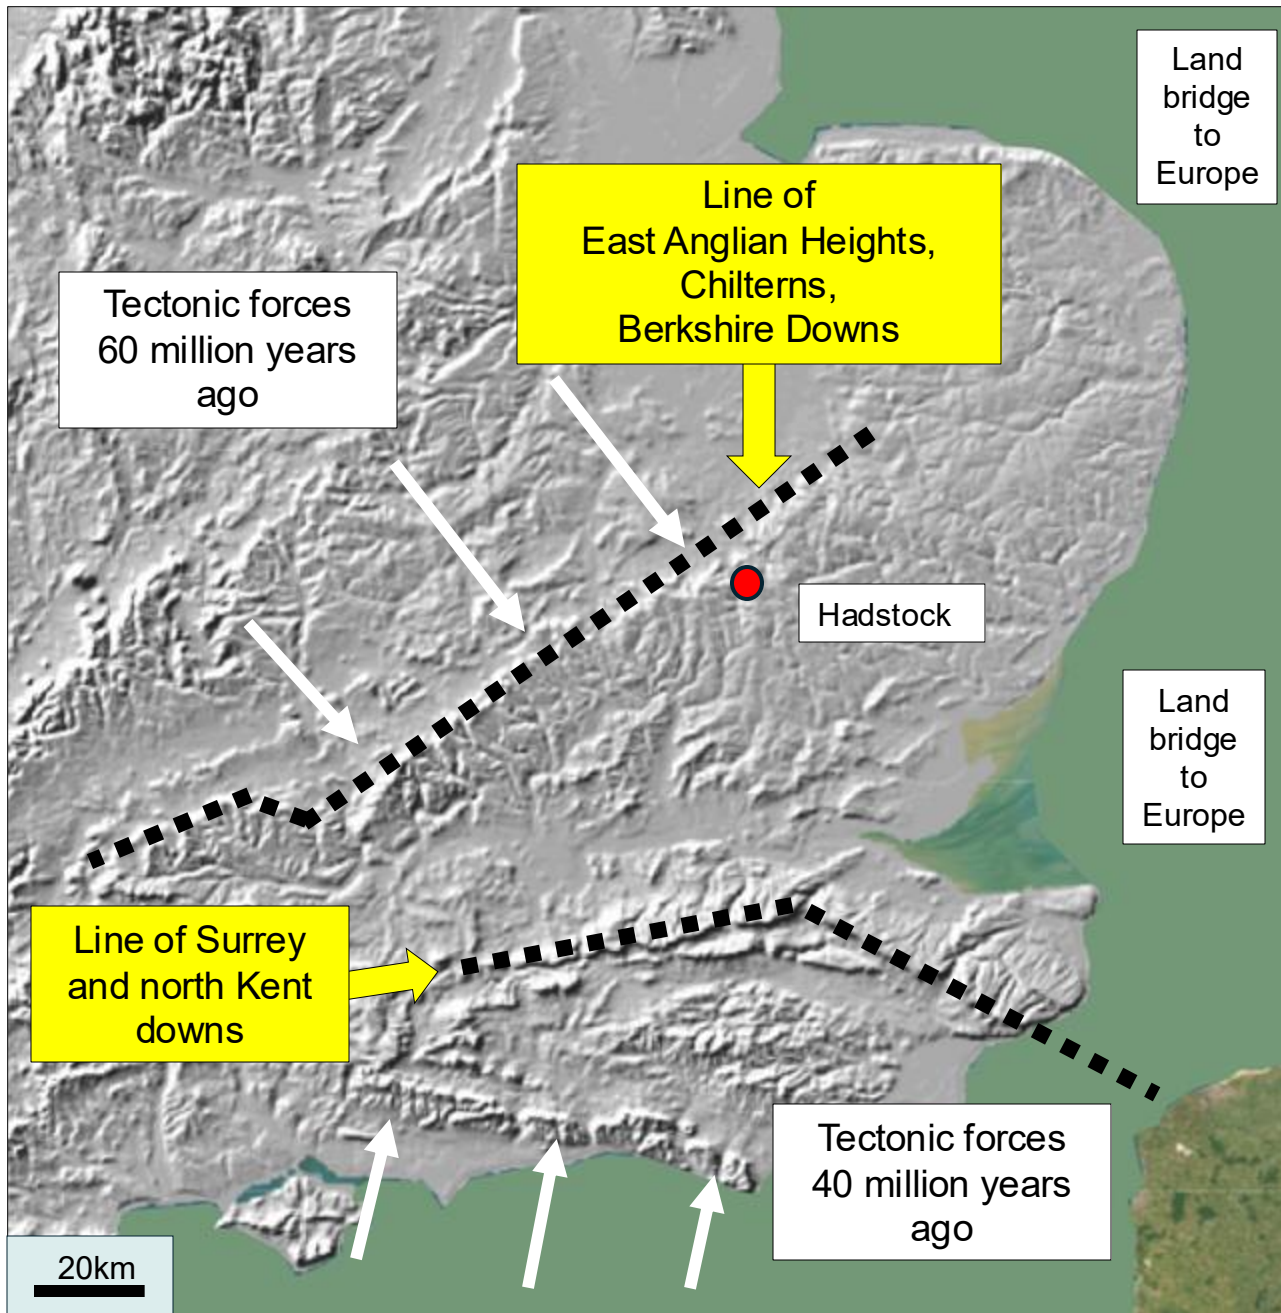 Land
bridge
to
Europe
Line of
East Anglian Heights,
Chilterns,
Berkshire Downs
Tectonic forces
60 million years
ago
Hadstock
Land
bridge
to
Europe
Line of Surrey
and north Kent
downs
Tectonic forces
40 million years
ago
20km